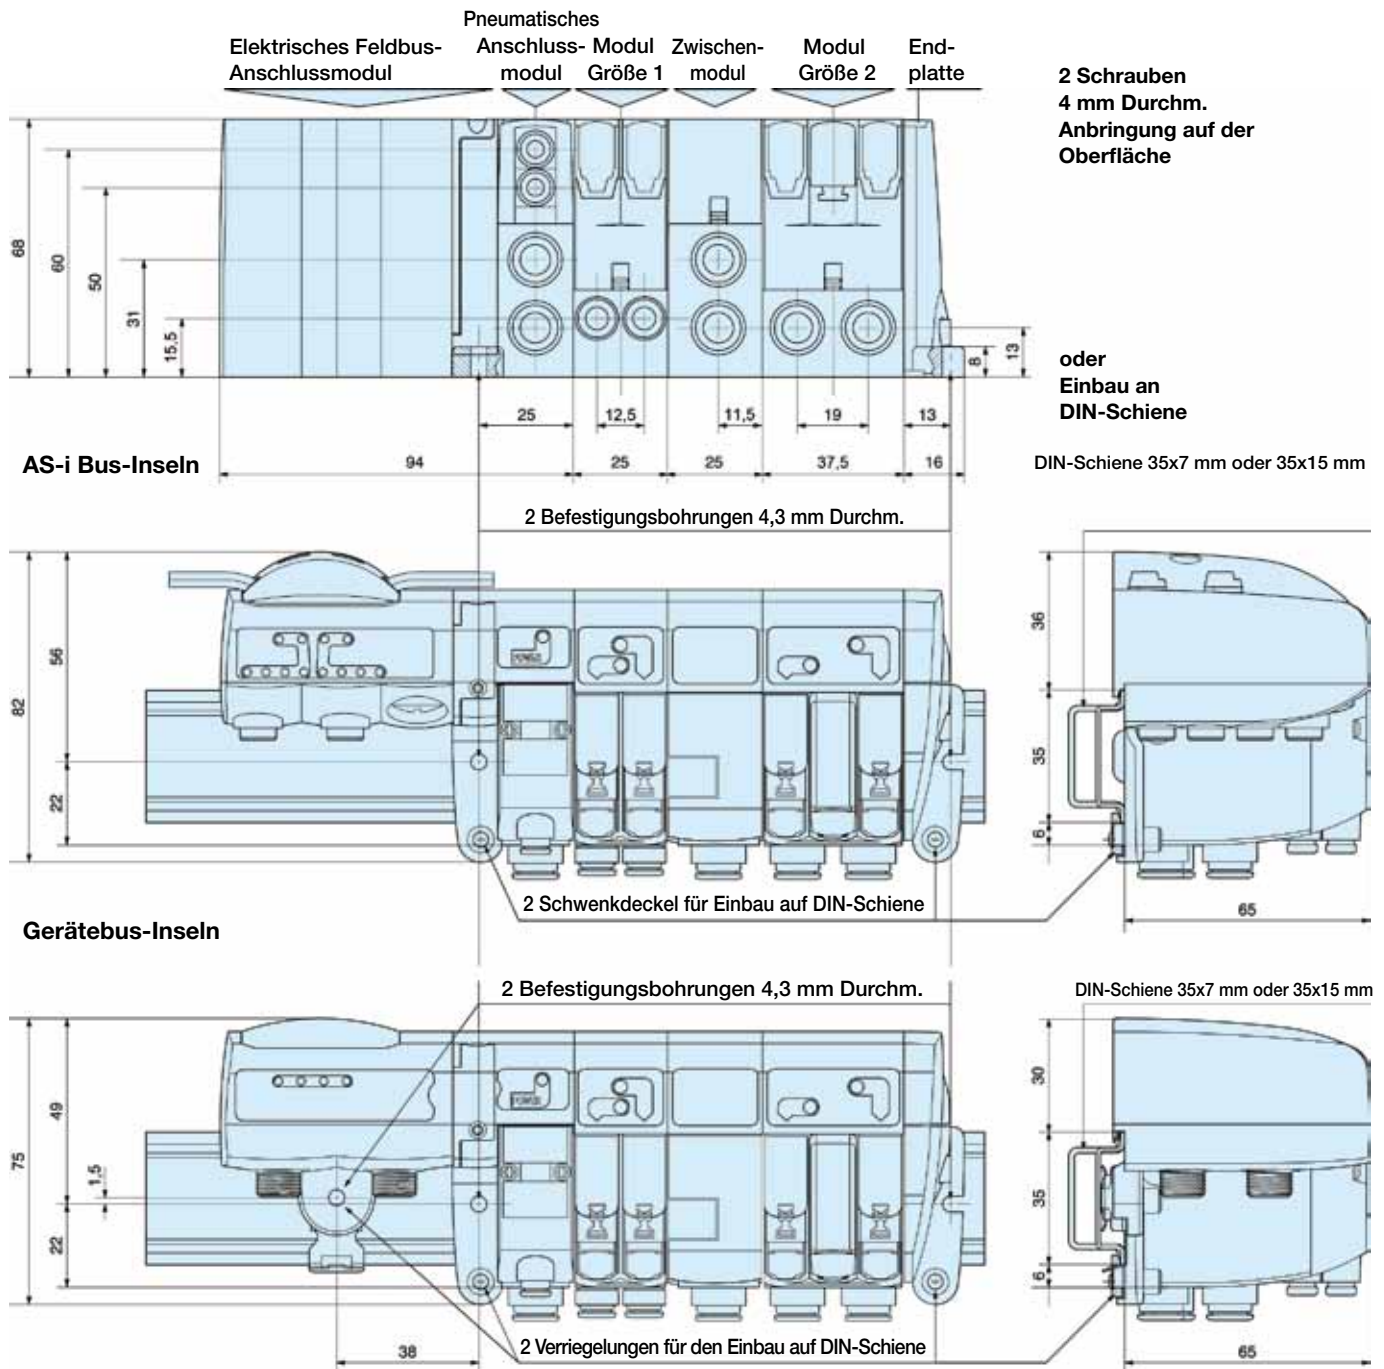 Pneumatisches
Elektrisches Feldbus-
Anschlussmodul
Anschluss-
modul
Modul
Größe 1
Zwischen-
modul
Modul
Größe 2
End-
platte
2 Schrauben
4 mm Durchm.
Anbringung auf der
Oberfläche
68
60
50
31
15,5
8
13
oder
Einbau an
DIN-Schiene
25
12,5
11,5
19
13
AS-i Bus-Inseln
94
25
25
37,5
16
DIN-Schiene 35x7 mm oder 35x15 mm
2 Befestigungsbohrungen 4,3 mm Durchm.
82
56
22
36
35
6
POWER
2 Schwenkdeckel für Einbau auf DIN-Schiene
65
Gerätebus-Inseln
2 Befestigungsbohrungen 4,3 mm Durchm.
DIN-Schiene 35x7 mm oder 35x15 mm
75
49
1,5
22
30
35
6
POWER
2 Verriegelungen für den Einbau auf DIN-Schiene
38
65